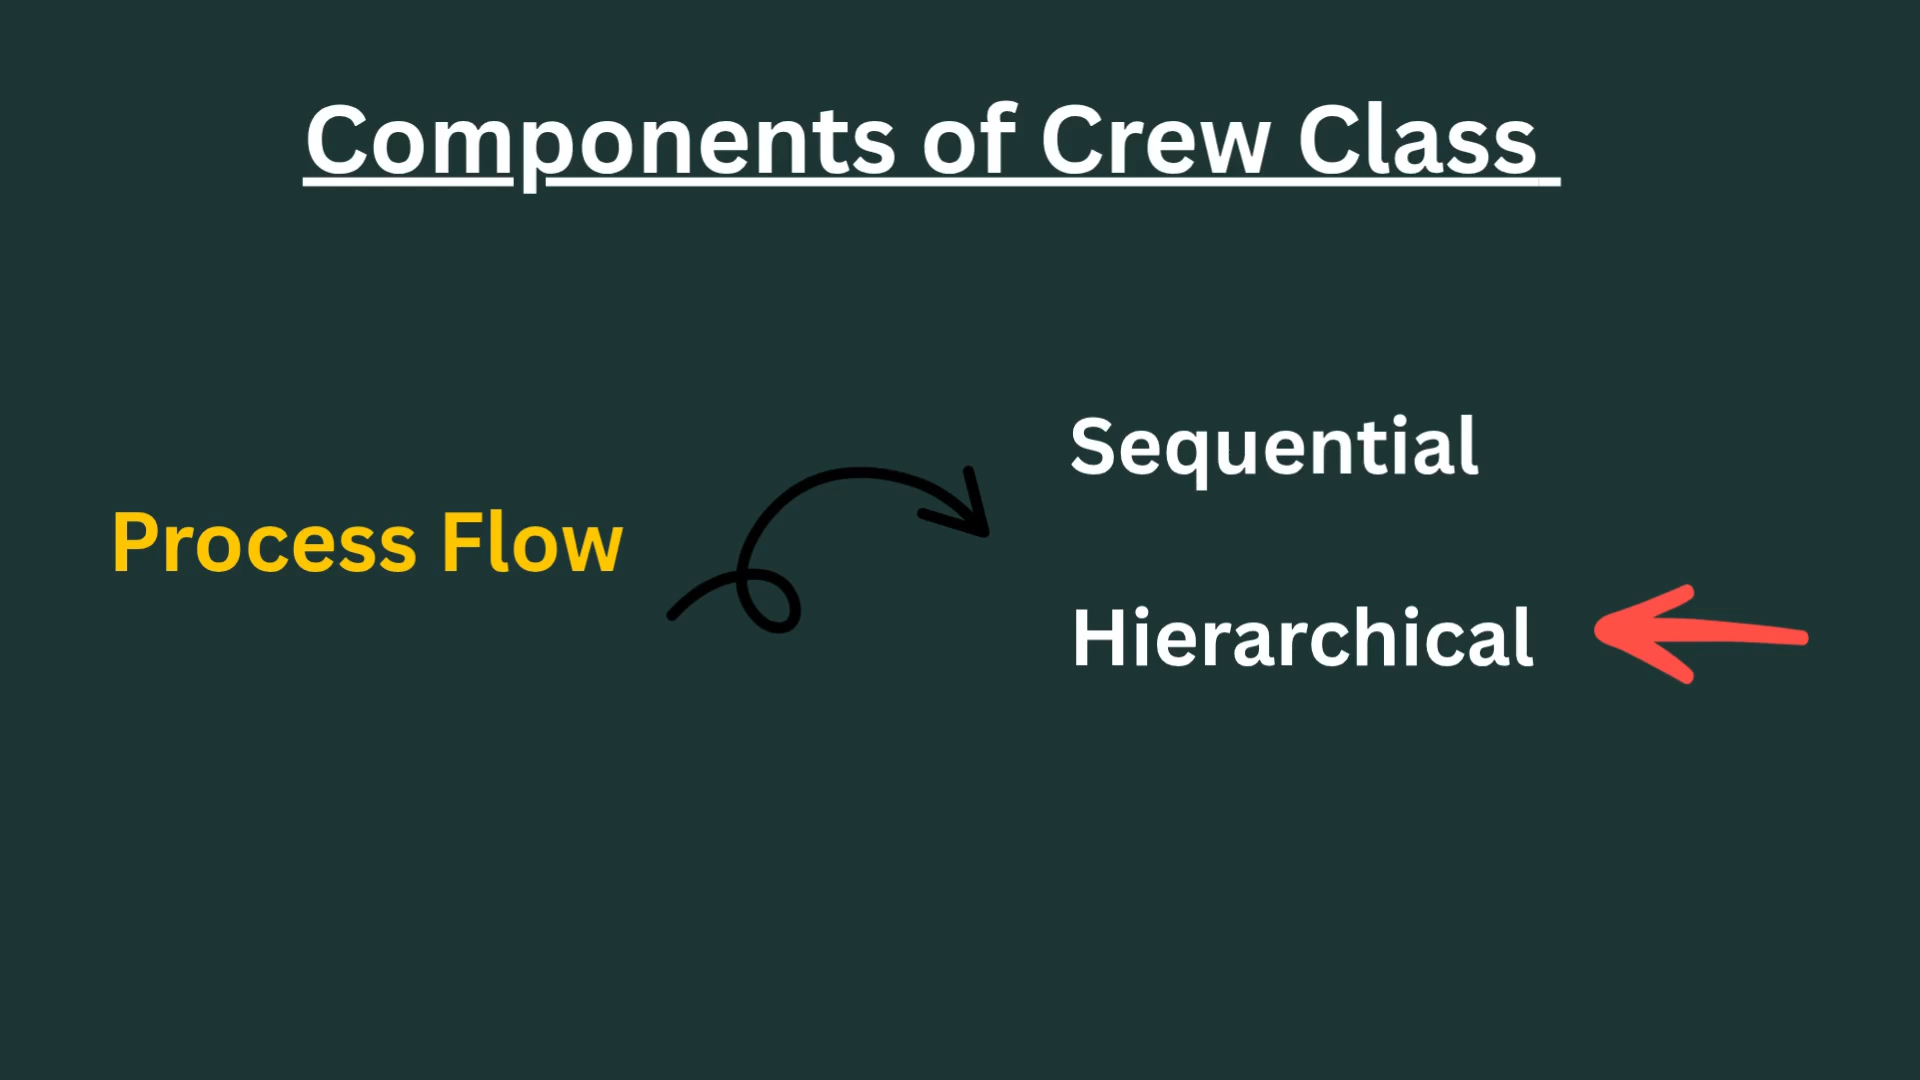 Components of Crew Class
Process Flow
Sequential
Hierarchical